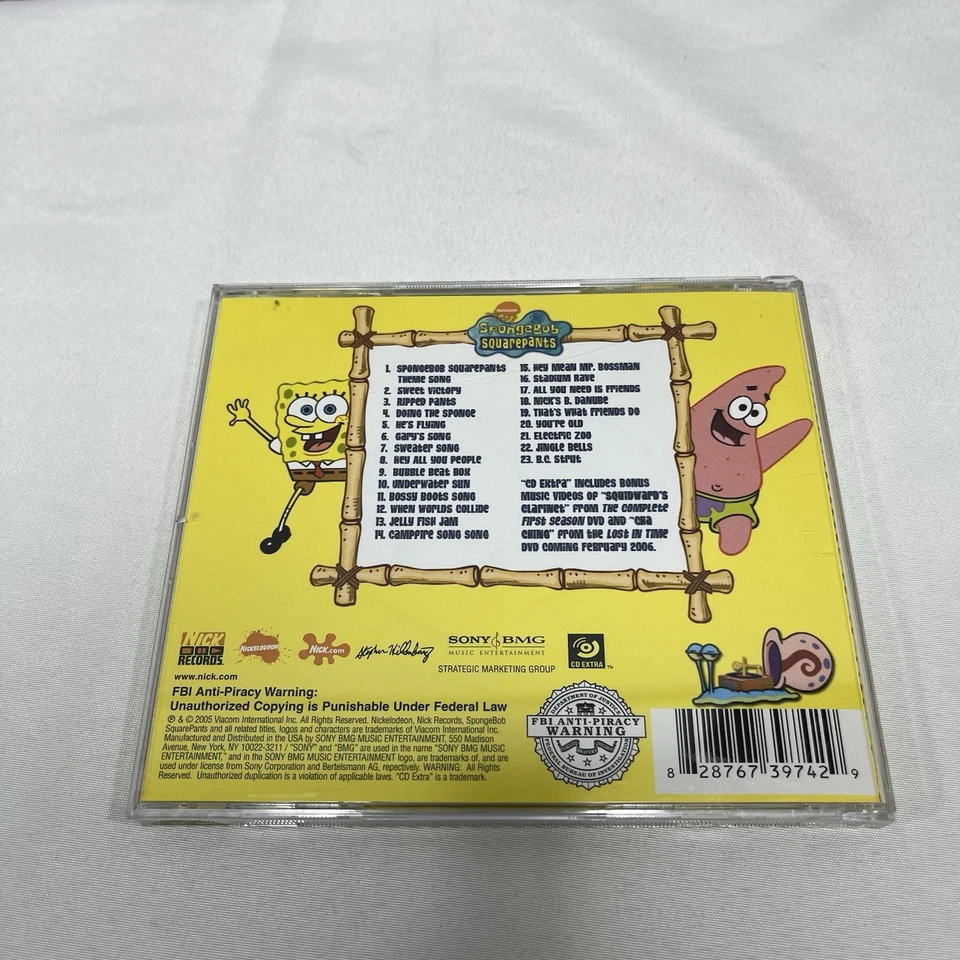 SpongeBob
SQUAREPANTS
1. SPONGEBOB SQUAREPANTS
THEME SONG
2. SWEET VICTORY
3. RIPPED PANTS
4. DOING THE SPONGE
5. HE'S FLYING
6. GARY'S SONG
7. SWEATER SONG
8. HEY ALL YOU PEOPLE
9. BUBBLE BEAT BOX
10. UNDERWATER SUN
11. BOSSY BOOTS SONG
12. WHEN WORLDS COLLIDE
13. JELLY FISH JAM
14. CAMPFIRE SONG SONG
15. HEY MEAN MR. BOSSMAN
16. STADIUM RAVE
17. ALL YOU NEED IS FRIENDS
18. NICK'S B. DANUBE
19. THAT'S WHAT FRIENDS DO
20. YOU'RE OLD
21. ELECTRIC ZOO
22. JINGLE BELLS
23. B.C. STRUT
"CD EXTRA" INCLUDES BONUS
MUSIC VIDEOS OF "SQUIDWARD'S
CLARINET" FROM THE COMPLETE
FIRST SEASON DVD AND "CHA
CHING" FROM THE LOST IN TIME
DVD COMING FEBRUARY 2006.
NICK
RECORDS.
NICKELODEON
NICK.com
Stephen Hillenburg
SONY BMG
MUSIC ENTERTAINMENT
STRATEGIC MARKETING GROUP
CD EXTRA TM
www.nick.com
FBI Anti-Piracy Warning:
Unauthorized Copying is Punishable Under Federal Law
℗ & © 2005 Viacom International Inc. All Rights Reserved. Nickelodeon, Nick Records, SpongeBob
SquarePants and all related titles, logos and characters are trademarks of Viacom International Inc.
Manufactured and Distributed in the USA by SONY BMG MUSIC ENTERTAINMENT, 550 Madison
Avenue, New York, NY 10022-3211 / "SONY" and "BMG" are used in the name "SONY BMG MUSIC
ENTERTAINMENT," and in the SONY BMG MUSIC ENTERTAINMENT logo, are trademarks of, and are
used under license from Sony Corporation and Bertelsmann AG, repectively. WARNING: All Rights
Reserved. Unauthorized duplication is a violation of applicable laws. "CD Extra" is a trademark.
DEPARTMENT OF JUSTICE
FBI ANTI-PIRACY
WARNING
FEDERAL BUREAU OF INVESTIGATION
8 28767 39742 9